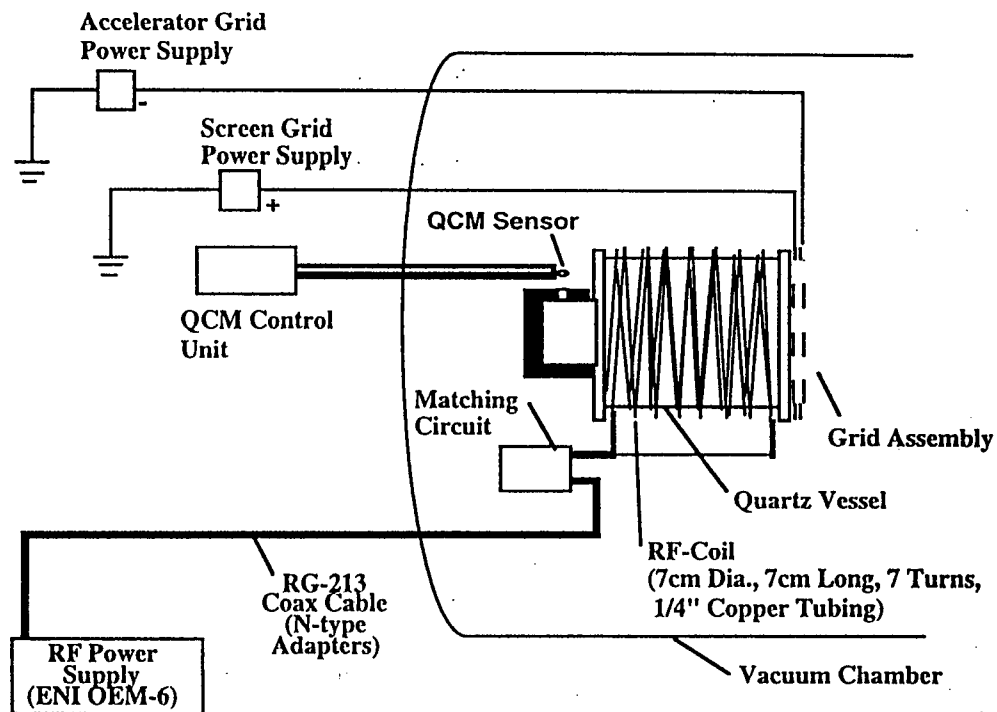 Accelerator Grid
Power Supply
-
Screen Grid
Power Supply
+
QCM Sensor
QCM Control
Unit
Matching
Circuit
Grid Assembly
Quartz Vessel
RF-Coil
(7cm Dia., 7cm Long, 7 Turns,
1/4" Copper Tubing)
RG-213
Coax Cable
(N-type
Adapters)
RF Power
Supply
(ENI OEM-6)
Vacuum Chamber